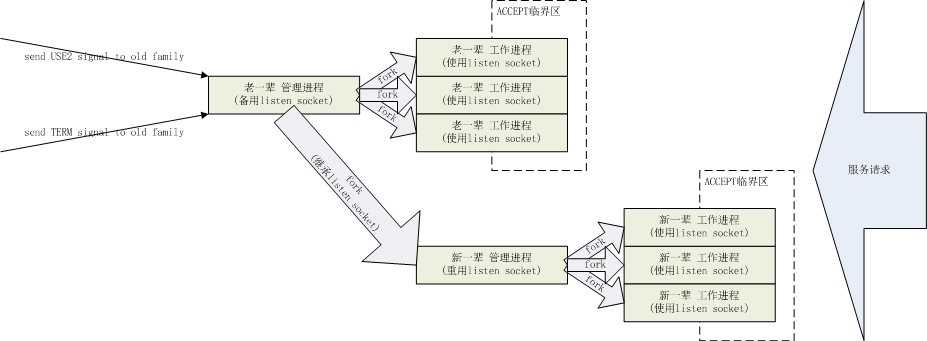 ACCEPT临界区
send USE2 signal to old family
老一辈 管理进程
(备用listen socket)
send TERM signal to old family
fork
fork
fork
老一辈 工作进程
(使用listen socket)
老一辈 工作进程
(使用listen socket)
老一辈 工作进程
(使用listen socket)
fork
(继承listen socket)
服务请求
ACCEPT临界区
新一辈 管理进程
(重用listen socket)
fork
fork
fork
新一辈 工作进程
(使用listen socket)
新一辈 工作进程
(使用listen socket)
新一辈 工作进程
(使用listen socket)